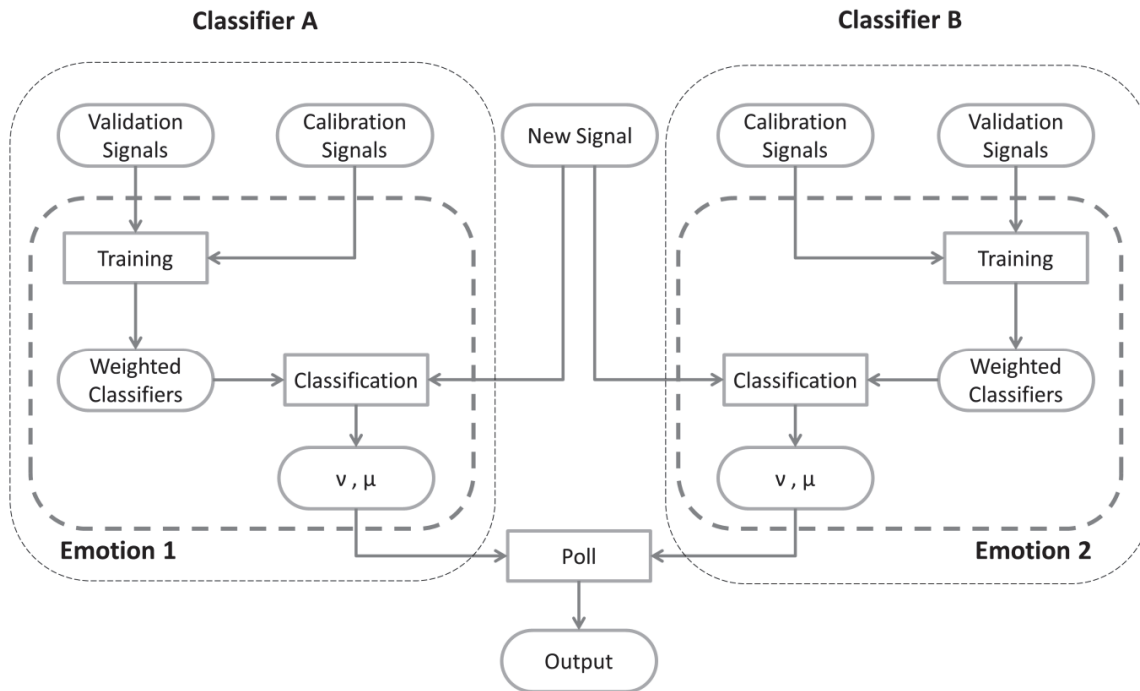 Classifier A
Classifier B
Validation
Signals
Calibration
Signals
New Signal
Calibration
Signals
Validation
Signals
Training
Training
Weighted
Classifiers
Classification
Classification
Weighted
Classifiers
ν , μ
ν , μ
Emotion 1
Poll
Emotion 2
Output